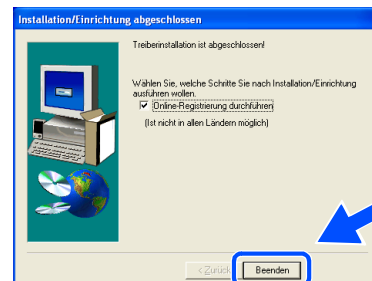 Installation/Einrichtung abgeschlossen
Treiberinstallation ist abgeschlossen!
Wählen Sie, welche Schritte Sie nach Installation/Einrichtung
ausführen wollen.
Online-Registrierung durchführen
(Ist nicht in allen Ländern möglich)
< Zurück
Beenden